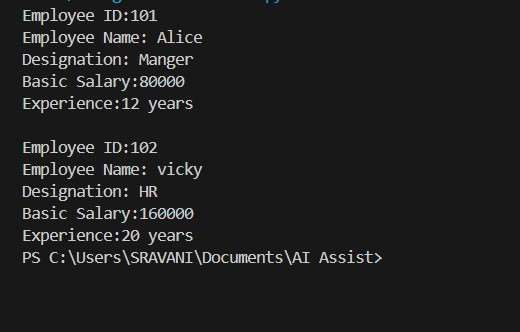 Employee ID:101
Employee Name: Alice
Designation: Manger
Basic Salary:80000
Experience:12 years
Employee ID:102
Employee Name: vicky
Designation: HR
Basic Salary:160000
Experience:20 years
PS C:\Users\SRAVANI\Documents\AI Assist>